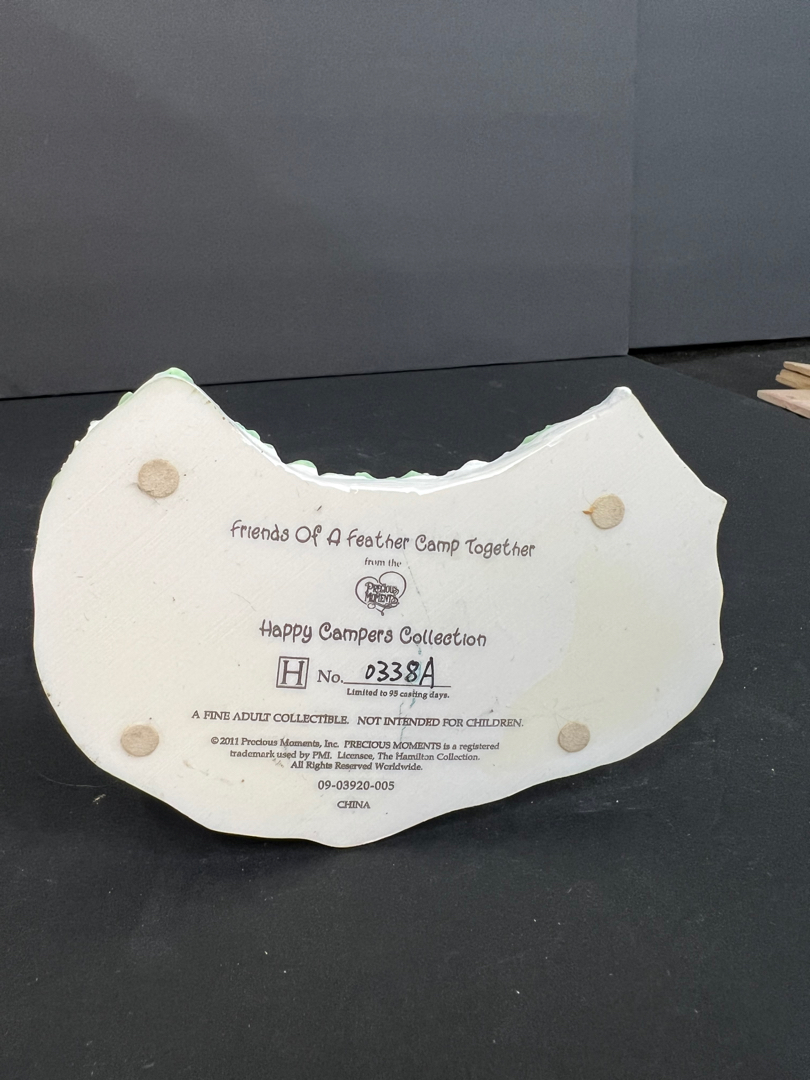 Friends Of A Feather Camp Together
from the
PRECIOUS
MOMENTS
Happy Campers Collection
H No. 0338A
Limited to 95 casting days.
A FINE ADULT COLLECTIBLE. NOT INTENDED FOR CHILDREN.
© 2011 Precious Moments, Inc. PRECIOUS MOMENTS is a registered
trademark used by PMI. Licensee, The Hamilton Collection.
All Rights Reserved Worldwide.
09-03920-005
CHINA